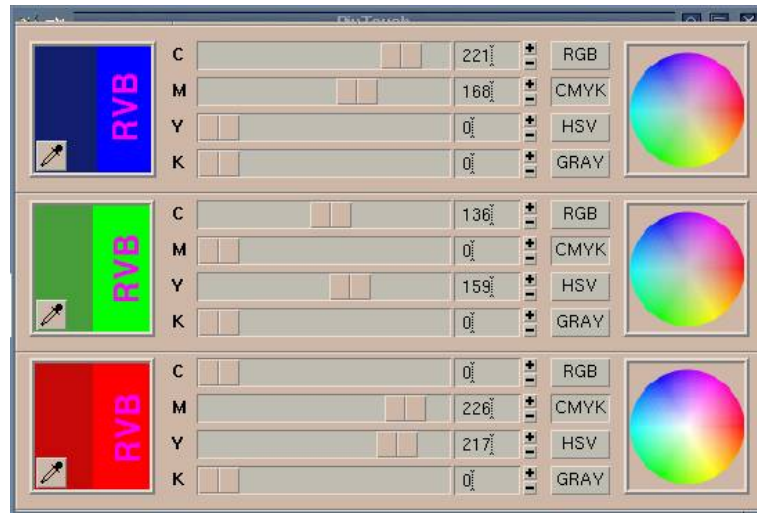 RVB
C 221 RGB
M 168 CMYK
Y 0 HSV
K 0 GRAY
RVB
C 136 RGB
M 0 CMYK
Y 159 HSV
K 0 GRAY
RVB
C 0 RGB
M 226 CMYK
Y 217 HSV
K 0 GRAY